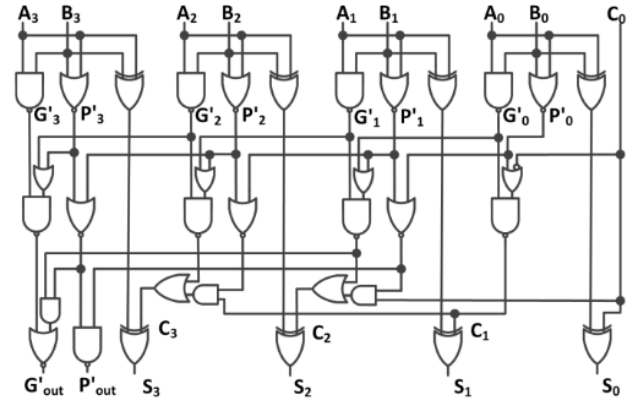 A₃ B₃ A₂ B₂ A₁ B₁ A₀ B₀ C₀
G'₃ P'₃ G'₂ P'₂ G'₁ P'₁ G'₀ P'₀
C₃ C₂ C₁
G'out P'out S₃ S₂ S₁ S₀